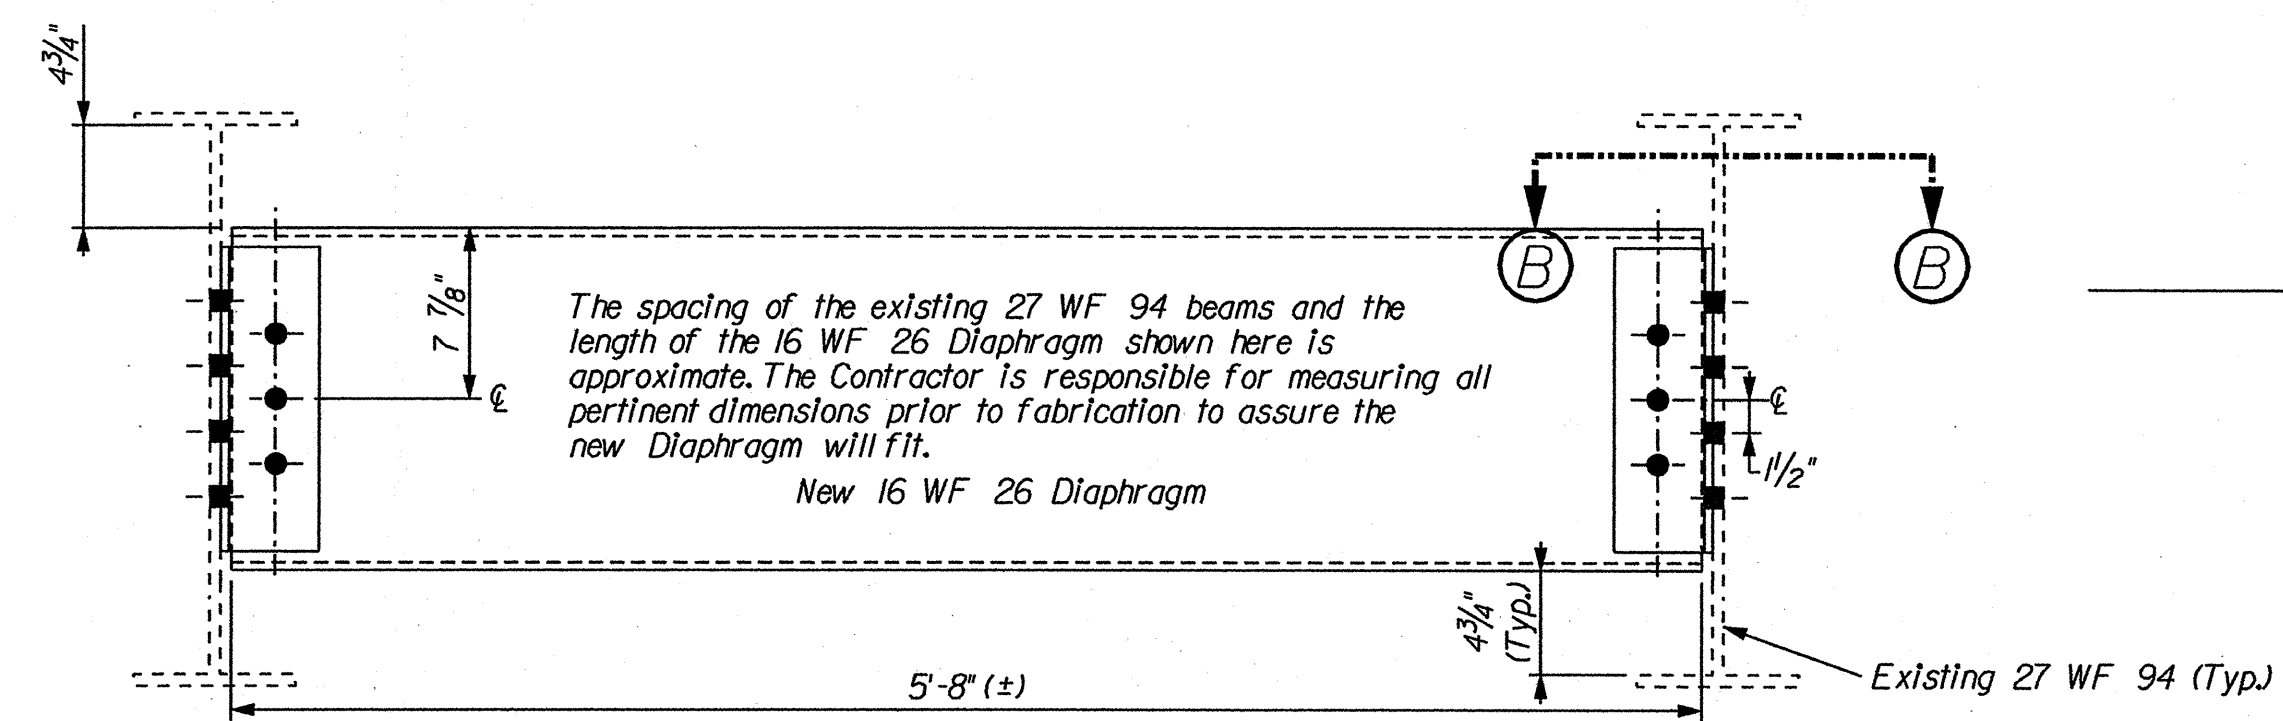 4¾"
B
B
7 ⅞"
The spacing of the existing 27 WF 94 beams and the
length of the 16 WF 26 Diaphragm shown here is
approximate. The Contractor is responsible for measuring all
pertinent dimensions prior to fabrication to assure the
new Diaphragm will fit.
New 16 WF 26 Diaphragm
℄
℄
1½"
4¾"
(Typ.)
5'-8" (±)
Existing 27 WF 94 (Typ.)